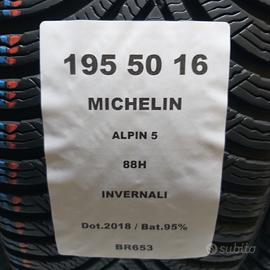 195 50 16
MICHELIN
ALPIN 5
88H
INVERNALI
Dot.2018 / Bat.95%
BR653
subito